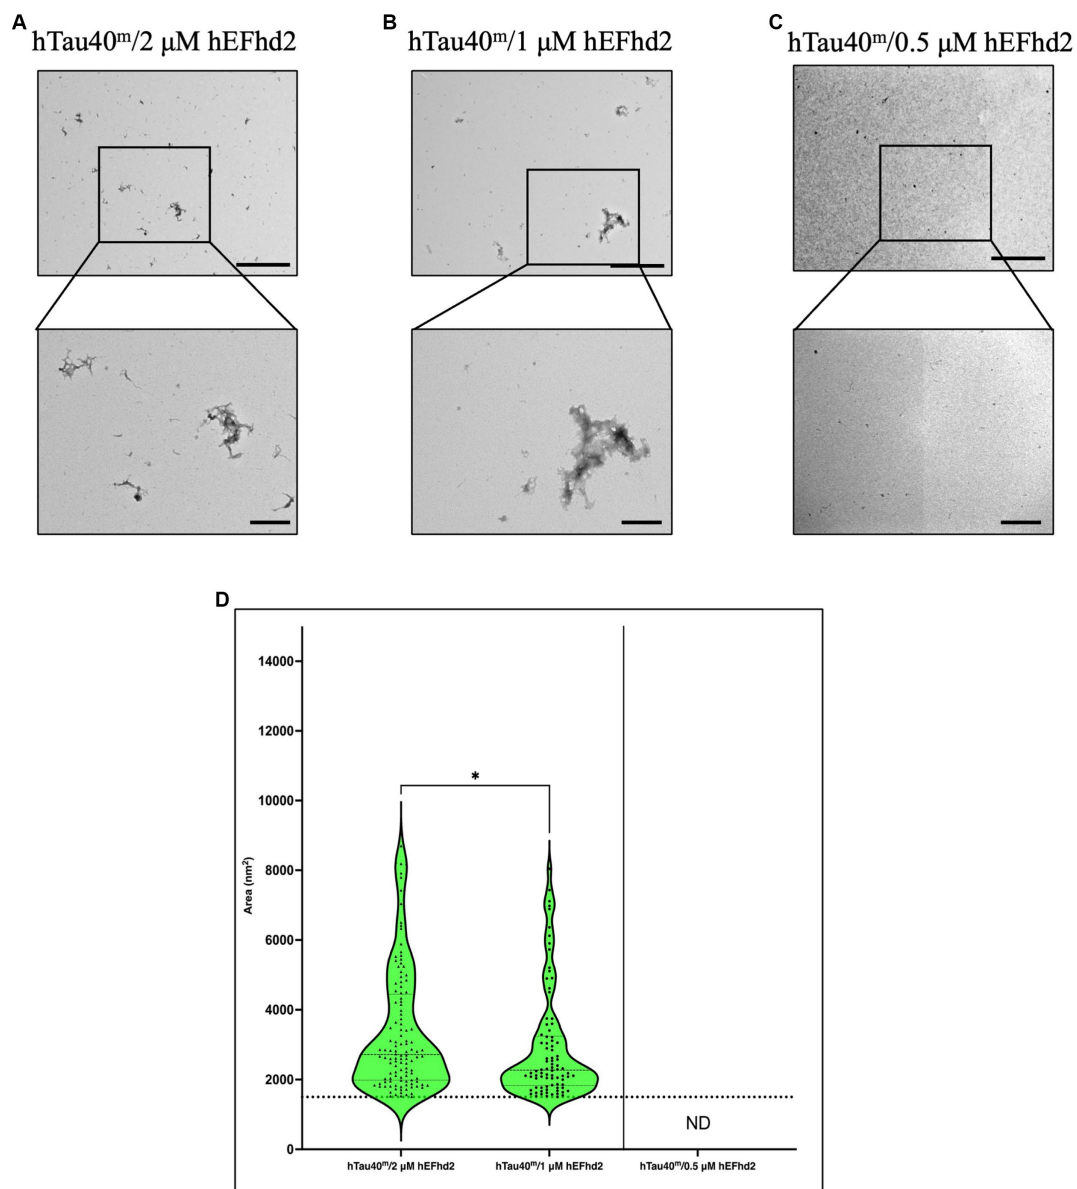 A
hTau40ᵐ/2 μM hEFhd2
B
hTau40ᵐ/1 μM hEFhd2
C
hTau40ᵐ/0.5 μM hEFhd2
D
14000
12000
10000
8000
6000
4000
2000
0
Area (nm²)
*
ND
hTau40ᵐ/2 μM hEFhd2
hTau40ᵐ/1 μM hEFhd2
hTau40ᵐ/0.5 μM hEFhd2